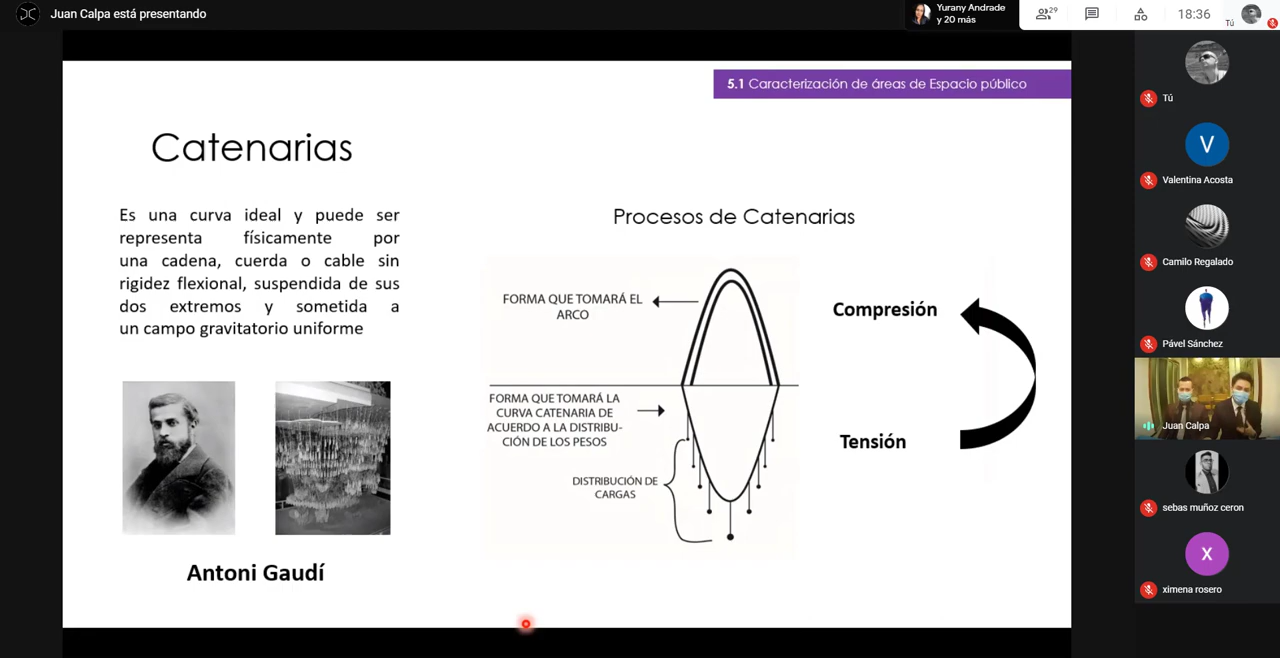 Juan Calpa está presentando
Yurany Andrade
y 20 más
29
18:36
Tú
5.1 Caracterización de áreas de Espacio público
Catenarias
Es una curva ideal y puede ser
representa físicamente por
una cadena, cuerda o cable sin
rigidez flexional, suspendida de sus
dos extremos y sometida a
un campo gravitatorio uniforme
Antoni Gaudí
Procesos de Catenarias
FORMA QUE TOMARÁ EL
ARCO
FORMA QUE TOMARÁ LA
CURVA CATENARIA DE
ACUERDO A LA DISTRIBU-
CIÓN DE LOS PESOS
DISTRIBUCIÓN DE
CARGAS
Compresión
Tensión
Tú
V
Valentina Acosta
Camilo Regalado
Pável Sánchez
Juan Calpa
sebas muñoz ceron
X
ximena rosero